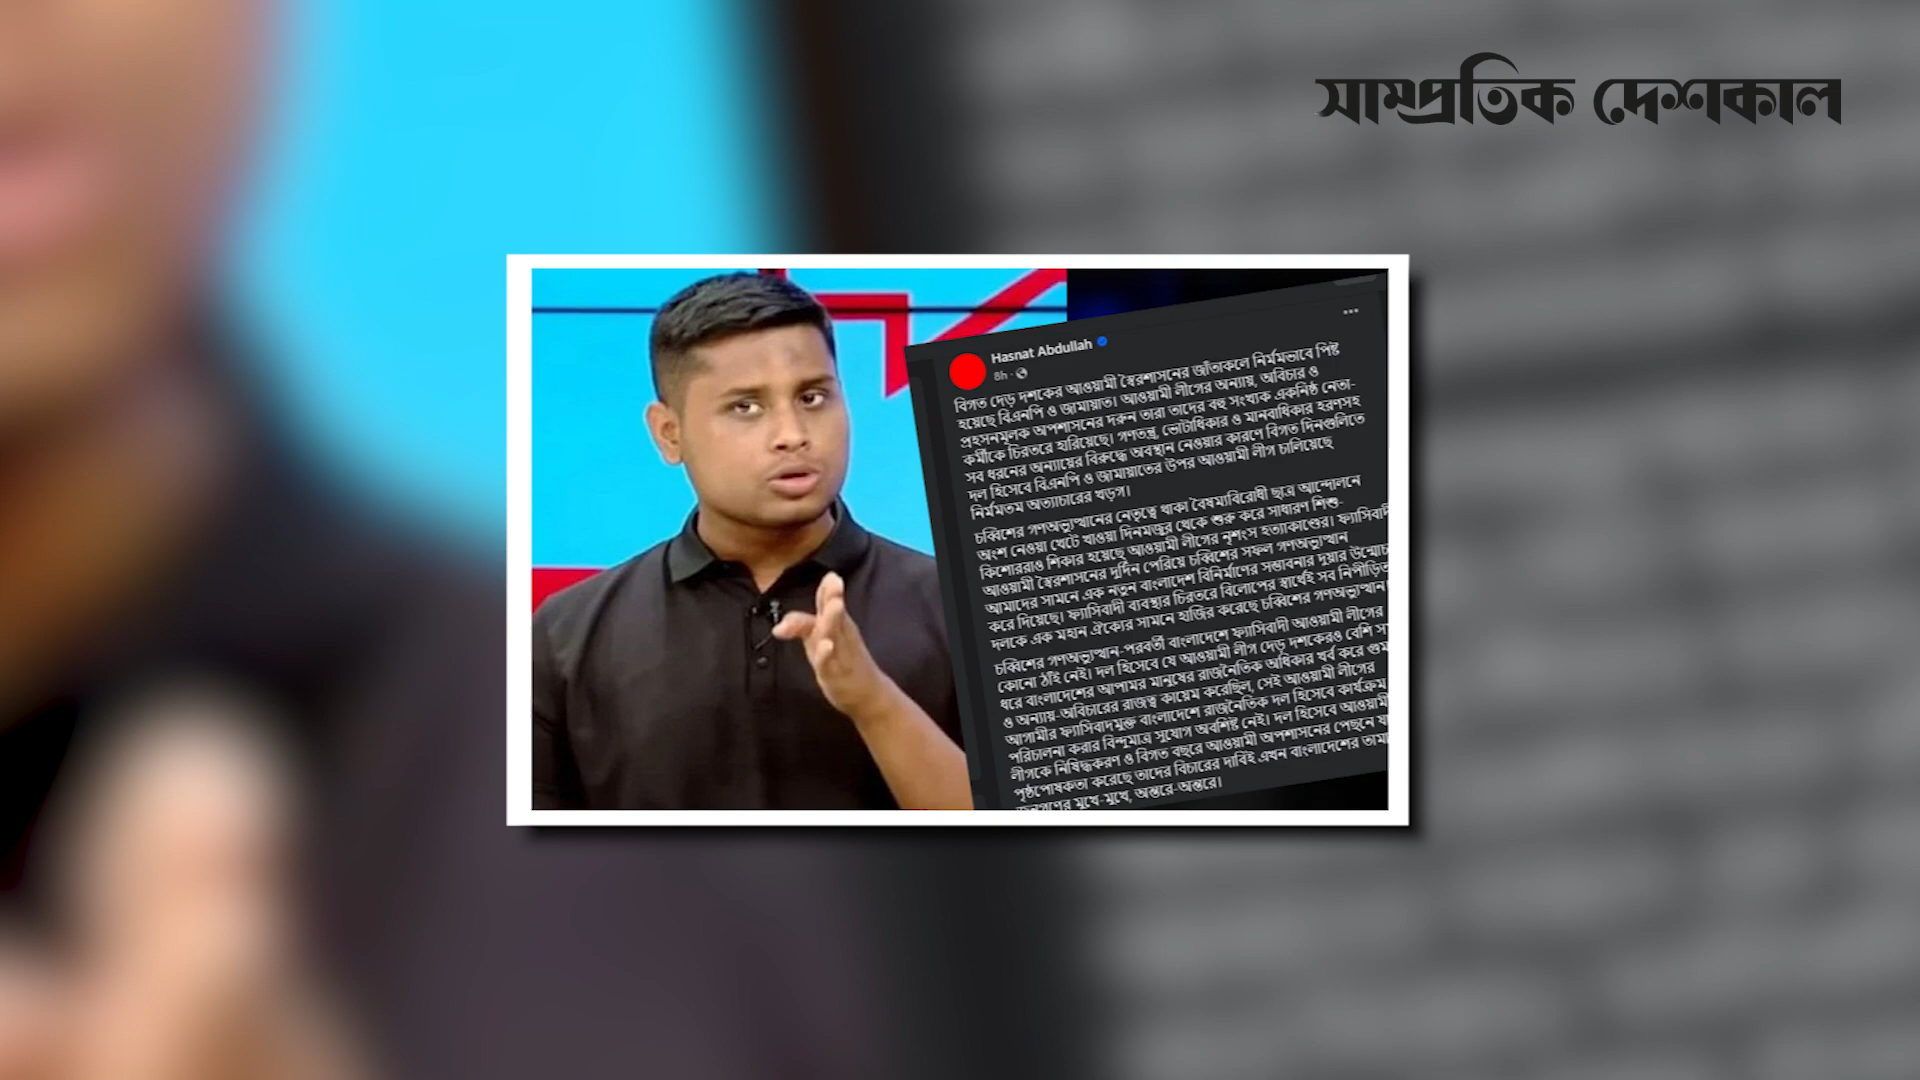 সাম্প্রতিক দেশকাল
Hasnat Abdullah
8h
বিগত দেড় দশকের আওয়ামী স্বৈরশাসনের জাঁতাকলে নির্মমভাবে পিষ্ট
হয়েছে বিএনপি ও জামায়াত। আওয়ামী লীগের অন্যায়, অবিচার ও
প্রহসনমূলক অপশাসনের দরুন তারা তাদের বহু সংখ্যক একনিষ্ঠ নেতা-
কর্মীকে চিরতরে হারিয়েছে। গণতন্ত্র, ভোটাধিকার ও মানবাধিকার হরণসহ
সব ধরনের অন্যায়ের বিরুদ্ধে অবস্থান নেওয়ার কারণে বিগত দিনগুলিতে
দল হিসেবে বিএনপি ও জামায়াতের উপর আওয়ামী লীগ চালিয়েছে
নির্মমতম অত্যাচারের খড়গ।
চব্বিশের গণঅভ্যুত্থানের নেতৃত্বে থাকা বৈষম্যবিরোধী ছাত্র আন্দোলনে
অংশ নেওয়া খেটে খাওয়া দিনমজুর থেকে শুরু করে সাধারণ শিশু-
কিশোররাও শিকার হয়েছে আওয়ামী লীগের নৃশংস হত্যাকাণ্ডের। ফ্যাসিবাদী
আওয়ামী স্বৈরশাসনের দুর্দিন পেরিয়ে চব্বিশের সফল গণঅভ্যুত্থান
আমাদের সামনে এক নতুন বাংলাদেশ বিনির্মাণের সম্ভাবনার দুয়ার উন্মোচ
করে দিয়েছে। ফ্যাসিবাদী ব্যবস্থার চিরতরে বিলোপের স্বার্থেই সব নিপীড়িত
দলকে এক মহান ঐক্যের সামনে হাজির করেছে চব্বিশের গণঅভ্যুত্থান।
চব্বিশের গণঅভ্যুত্থান-পরবর্তী বাংলাদেশে ফ্যাসিবাদী আওয়ামী লীগের
কোনো ঠাঁই নেই। দল হিসেবে যে আওয়ামী লীগ দেড় দশকেরও বেশি স
ধরে বাংলাদেশের আপামর মানুষের রাজনৈতিক অধিকার খর্ব করে গুম
ও অন্যায়-অবিচারের রাজত্ব কায়েম করেছিল, সেই আওয়ামী লীগের
আগামীর ফ্যাসিবাদমুক্ত বাংলাদেশে রাজনৈতিক দল হিসেবে কার্যক্রম
পরিচালনা করার বিন্দুমাত্র সুযোগ অবশিষ্ট নেই। দল হিসেবে আওয়ামী
লীগকে নিষিদ্ধকরণ ও বিগত বছরে আওয়ামী অপশাসনের পেছনে যা
পৃষ্ঠপোষকতা করেছে তাদের বিচারের দাবিই এখন বাংলাদেশের তামা
জনগণের মুখে-মুখে, অন্তরে-অন্তরে।